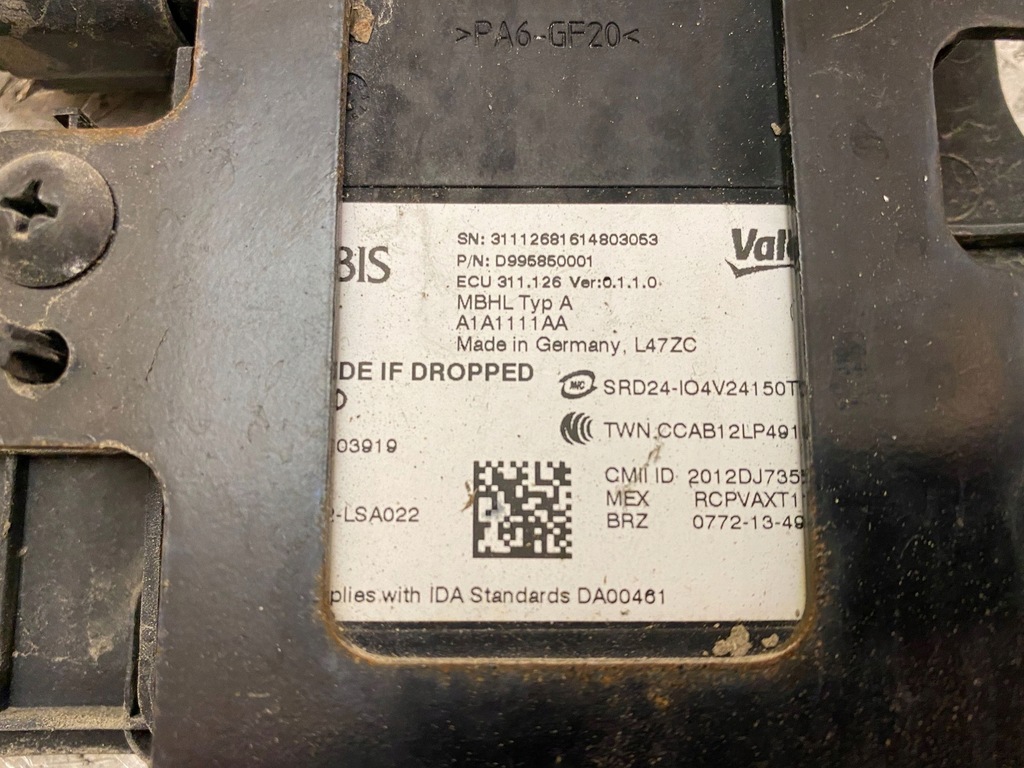 >PA6-GF20<
BIS
SN: 31112681614803053
P/N: D995850001
ECU 311.126 Ver:0.1.1.0
MBHL Typ A
A1A1111AA
Made in Germany, L47ZC
Vale
DE IF DROPPED
SRD24-IO4V24150T
TWN CCAB12LP491
03919
CMII ID 2012DJ735
MEX RCPVAXT1
BRZ 0772-13-49
-LSA022
plies with IDA Standards DA00461